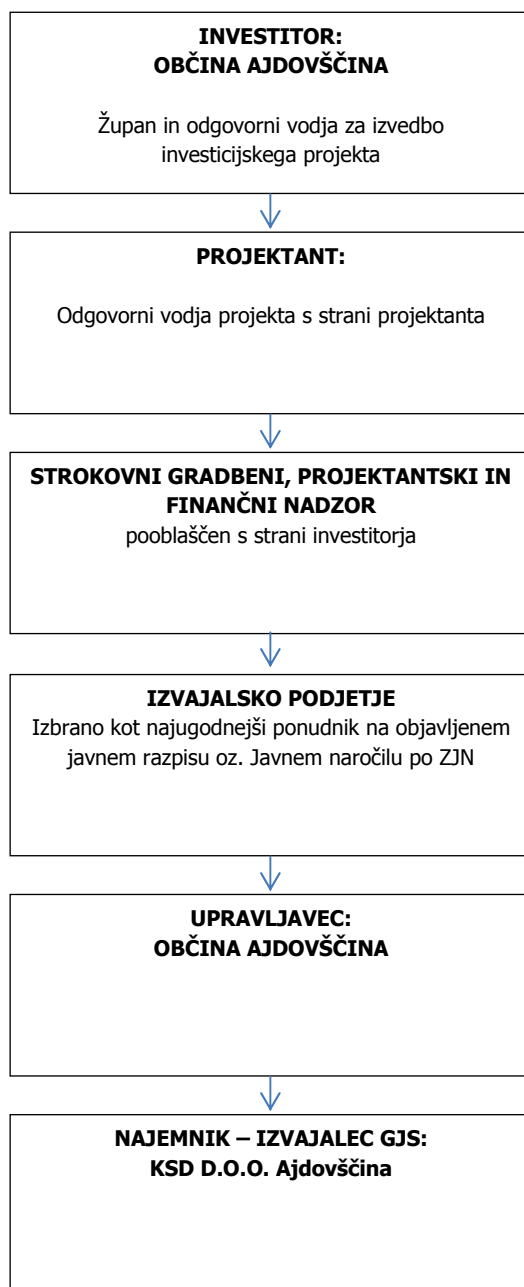 INVESTITOR:
OBČINA AJDOVŠČINA
Župan in odgovorni vodja za izvedbo
investicijskega projekta
PROJEKTANT:
Odgovorni vodja projekta s strani projektanta
STROKOVNI GRADBENI, PROJEKTANTSKI IN
FINANČNI NADZOR
pooblaščen s strani investitorja
IZVAJALSKO PODJETJE
Izbrano kot najugodnejši ponudnik na objavljenem
javnem razpisu oz. Javnem naročilu po ZJN
UPRAVLJAVEC:
OBČINA AJDOVŠČINA
NAJEMNIK – IZVAJALEC GJS:
KSD D.O.O. Ajdovščina